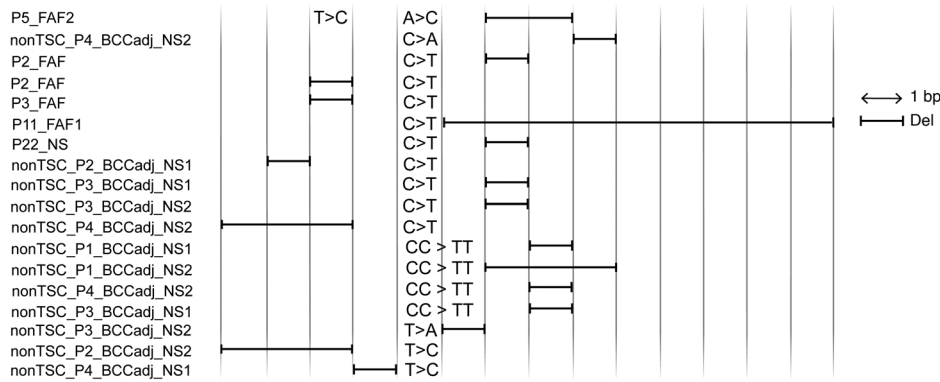 P5_FAF2 T>C A>C
nonTSC_P4_BCCadj_NS2 C>A
P2_FAF C>T
P2_FAF C>T
P3_FAF C>T
P11_FAF1 C>T
P22_NS C>T
nonTSC_P2_BCCadj_NS1 C>T
nonTSC_P3_BCCadj_NS1 C>T
nonTSC_P3_BCCadj_NS2 C>T
nonTSC_P4_BCCadj_NS2 C>T
nonTSC_P1_BCCadj_NS1 CC > TT
nonTSC_P1_BCCadj_NS2 CC > TT
nonTSC_P4_BCCadj_NS2 CC > TT
nonTSC_P3_BCCadj_NS1 CC > TT
nonTSC_P3_BCCadj_NS2 T>A
nonTSC_P2_BCCadj_NS2 T>C
nonTSC_P4_BCCadj_NS1 T>C
1 bp
Del